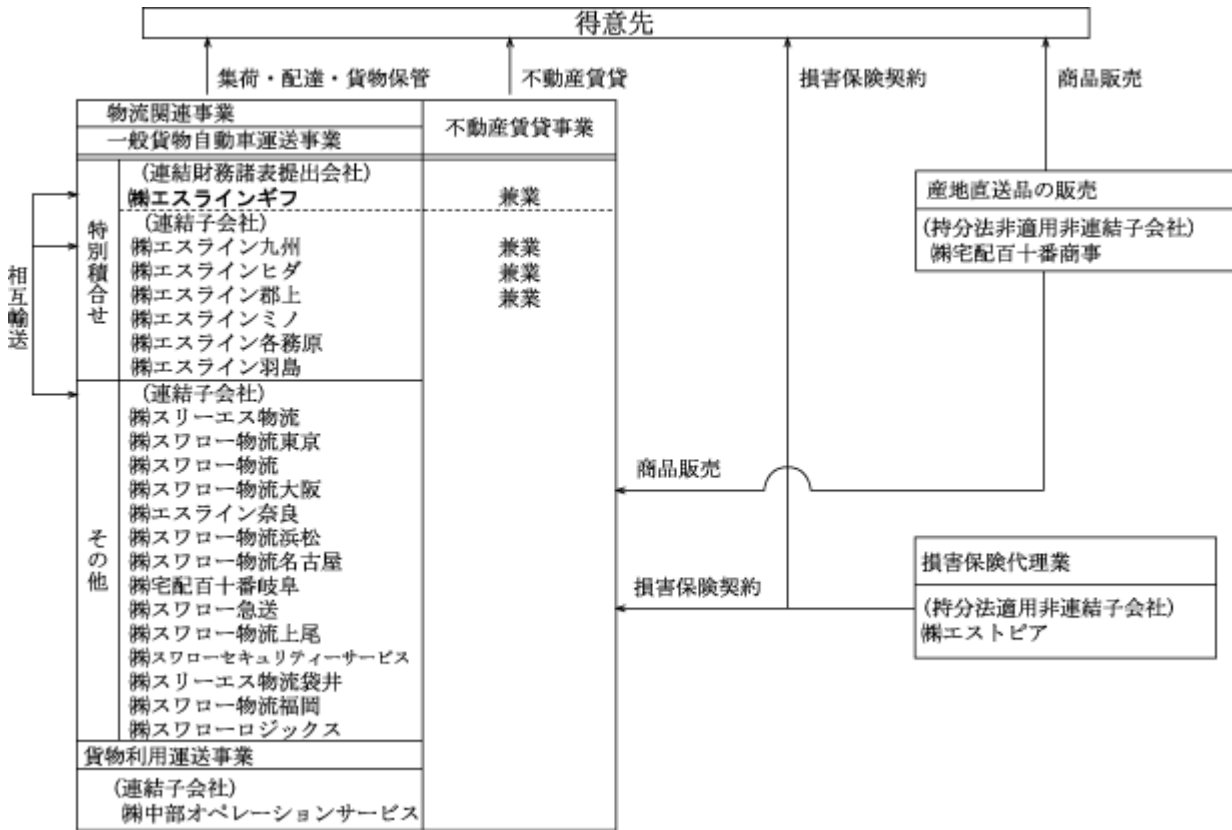 得意先
集荷・配達・貨物保管
不動産賃貸
損害保険契約
商品販売
物流関連事業
一般貨物自動車運送事業
不動産賃貸事業
相互輸送
特別積合せ
(連結財務諸表提出会社)
㈱エスラインギフ 兼業
(連結子会社)
㈱エスライン九州 兼業
㈱エスラインヒダ 兼業
㈱エスライン郡上 兼業
㈱エスラインミノ
㈱エスライン各務原
㈱エスライン羽島
その他
(連結子会社)
㈱スリーエス物流
㈱スワロー物流東京
㈱スワロー物流
㈱スワロー物流大阪
㈱エスライン奈良
㈱スワロー物流浜松
㈱スワロー物流名古屋
㈱宅配百十番岐阜
㈱スワロー急送
㈱スワロー物流上尾
㈱スワローセキュリティーサービス
㈱スリーエス物流袋井
㈱スワロー物流福岡
㈱スワローロジックス
貨物利用運送事業
(連結子会社)
㈱中部オペレーションサービス
産地直送品の販売
(持分法非適用非連結子会社)
㈱宅配百十番商事
商品販売
損害保険契約
損害保険代理業
(持分法適用非連結子会社)
㈱エストピア